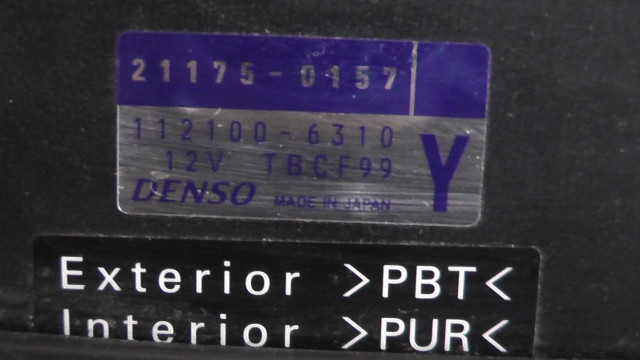 21175-0157
112100-6310
12V TBCF99
Y
DENSO MADE IN JAPAN
Exterior >PBT<
Interior >PUR<